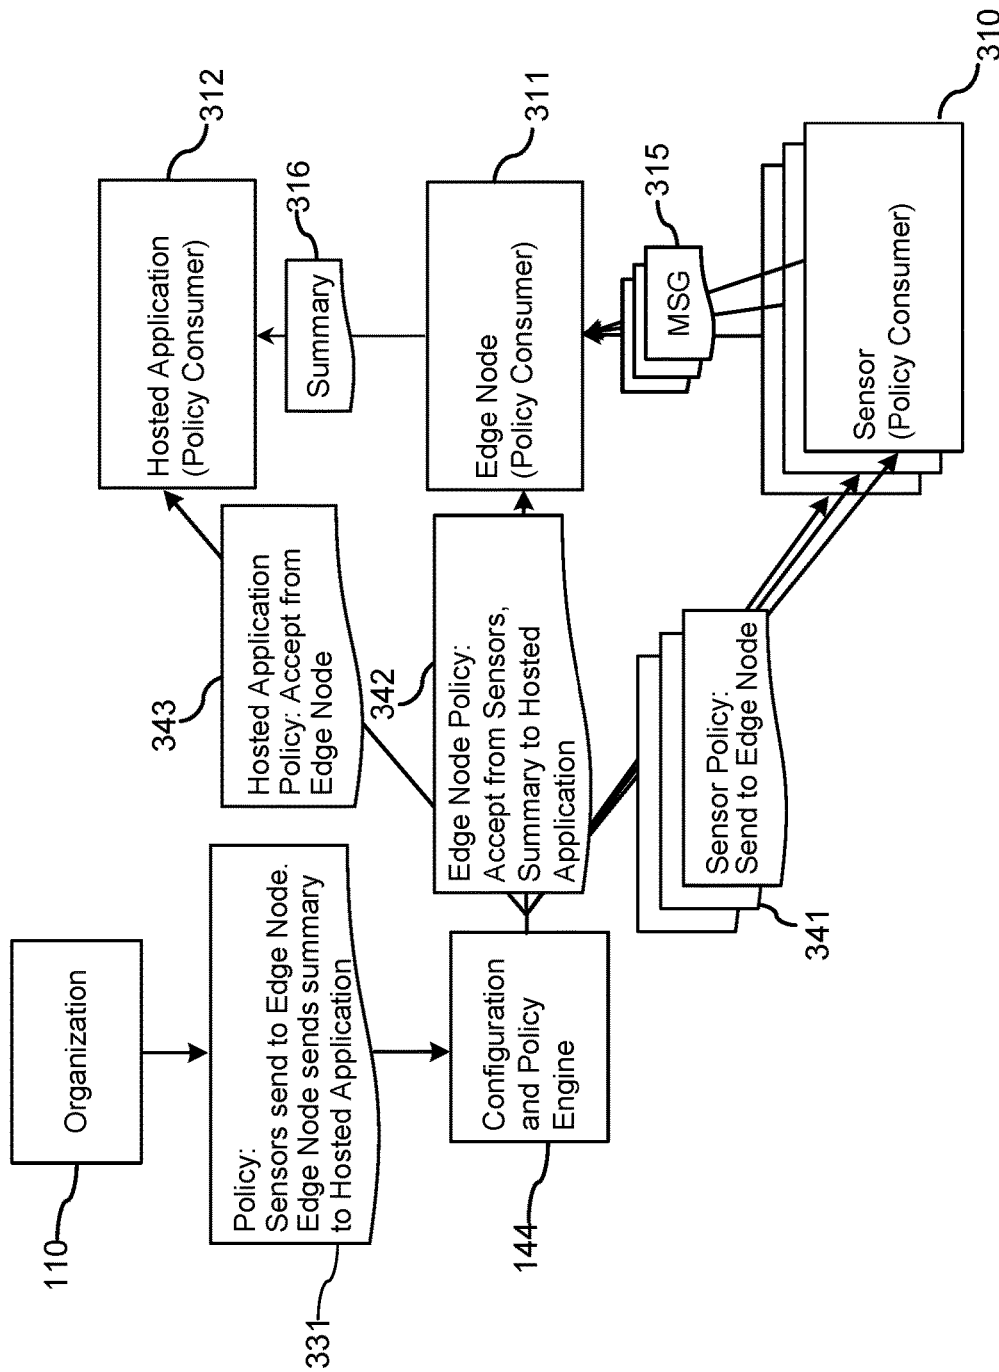 110
Organization
331
Policy:
Sensors send to Edge Node.
Edge Node sends summary
to Hosted Application
144
Configuration
and Policy
Engine
343
Hosted Application
Policy: Accept from
Edge Node
342
Edge Node Policy:
Accept from Sensors,
Summary to Hosted
Application
341
Sensor Policy:
Send to Edge Node
312
Hosted Application
(Policy Consumer)
316
Summary
311
Edge Node
(Policy Consumer)
315
MSG
310
Sensor
(Policy Consumer)